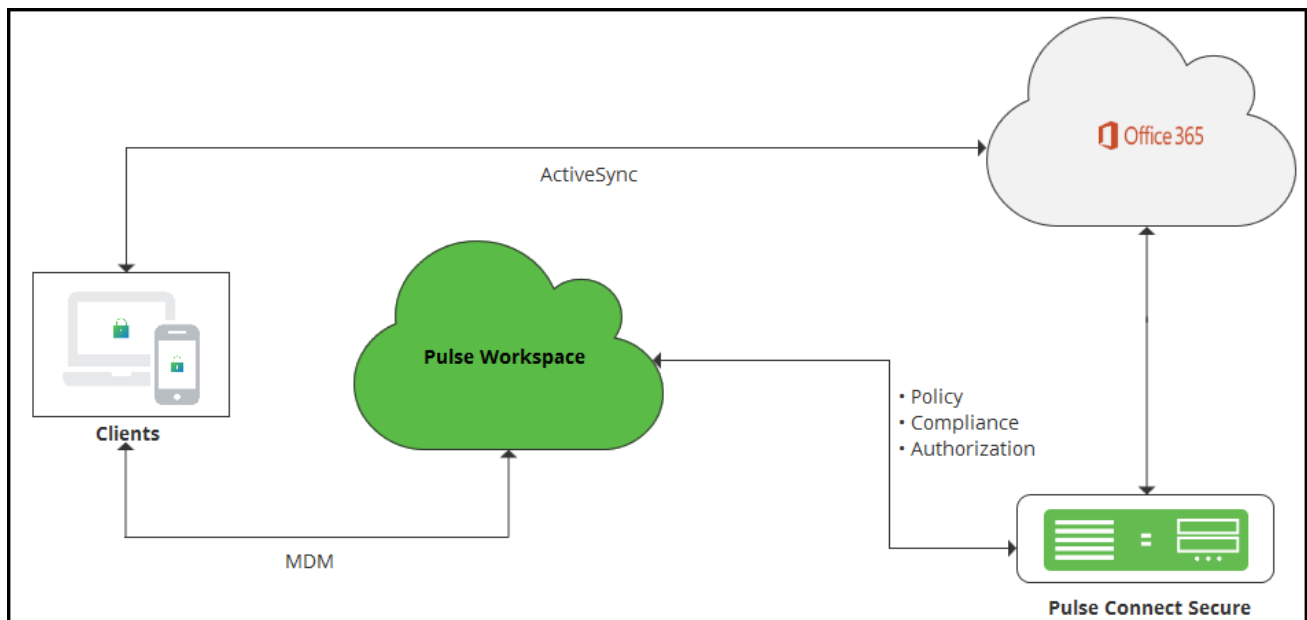 Office 365
ActiveSync
Pulse Workspace
• Policy
• Compliance
• Authorization
Clients
MDM
Pulse Connect Secure